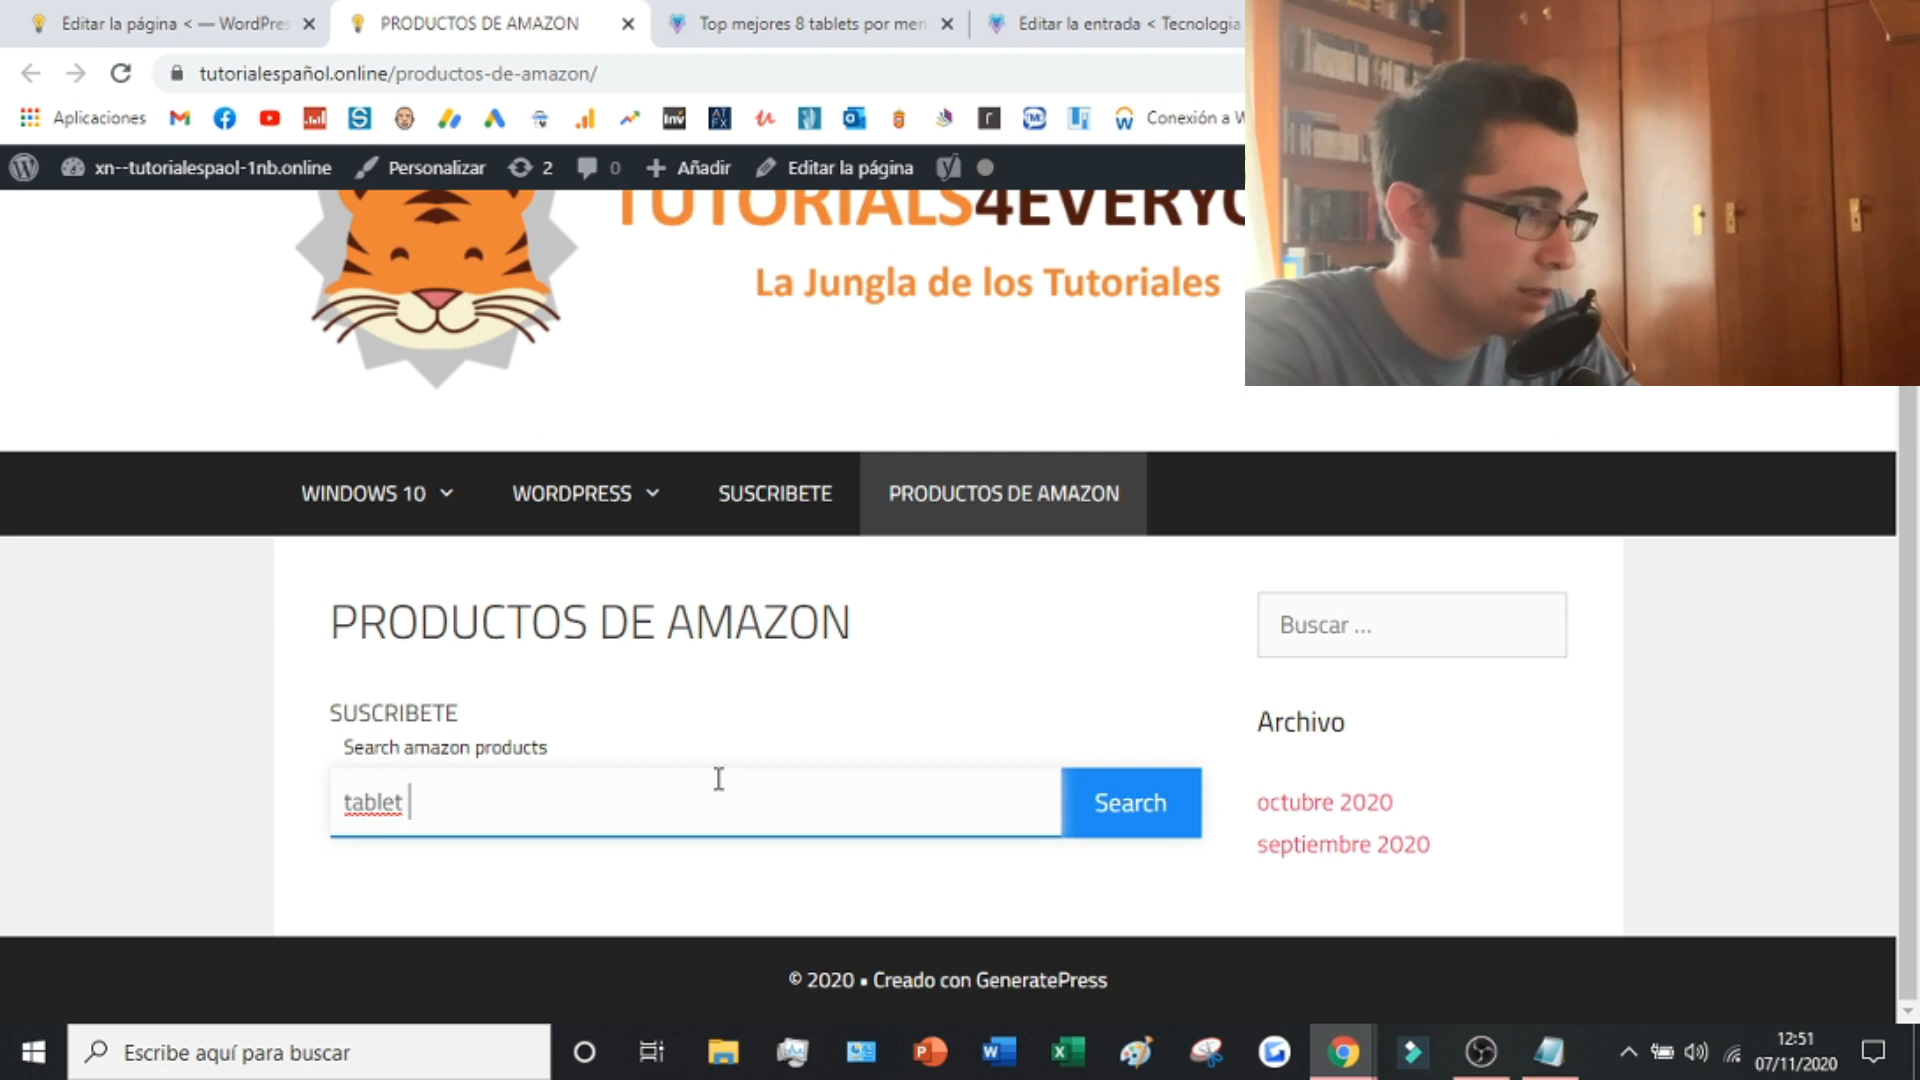 Editar la página < — WordPres
PRODUCTOS DE AMAZON
Top mejores 8 tablets por men
Editar la entrada < Tecnologia
tutorialespañol.online/productos-de-amazon/
Aplicaciones
Conexión a W
xn--tutorialespaol-1nb.online
Personalizar
2
0
Añadir
Editar la página
TUTORIALS4EVERYO
La Jungla de los Tutoriales
WINDOWS 10
WORDPRESS
SUSCRIBETE
PRODUCTOS DE AMAZON
PRODUCTOS DE AMAZON
SUSCRIBETE
Search amazon products
tablet
Search
Buscar ...
Archivo
octubre 2020
septiembre 2020
© 2020 • Creado con GeneratePress
Escribe aquí para buscar
12:51
07/11/2020